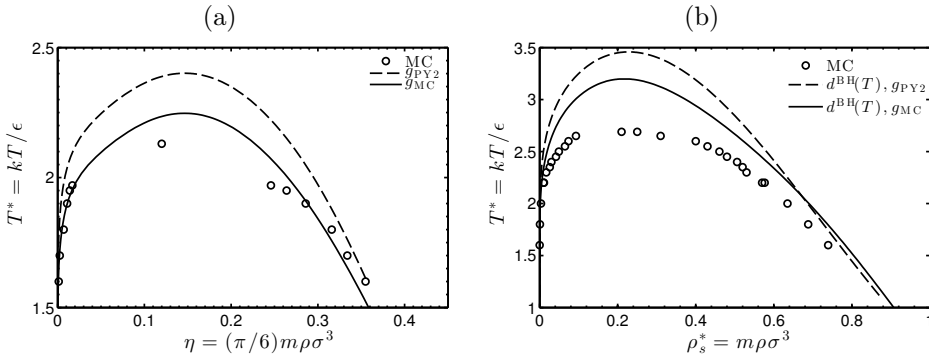 (a)
2.5
2
1.5
T* = kT/ϵ
0 0.1 0.2 0.3 0.4
η = (π/6)mρσ³
MC
g_PY2
g_MC
(b)
3.5
3
2.5
2
1.5
1
T* = kT/ϵ
0 0.2 0.4 0.6 0.8 1
ρ*_s = mρσ³
MC
d^BH(T), g_PY2
d^BH(T), g_MC